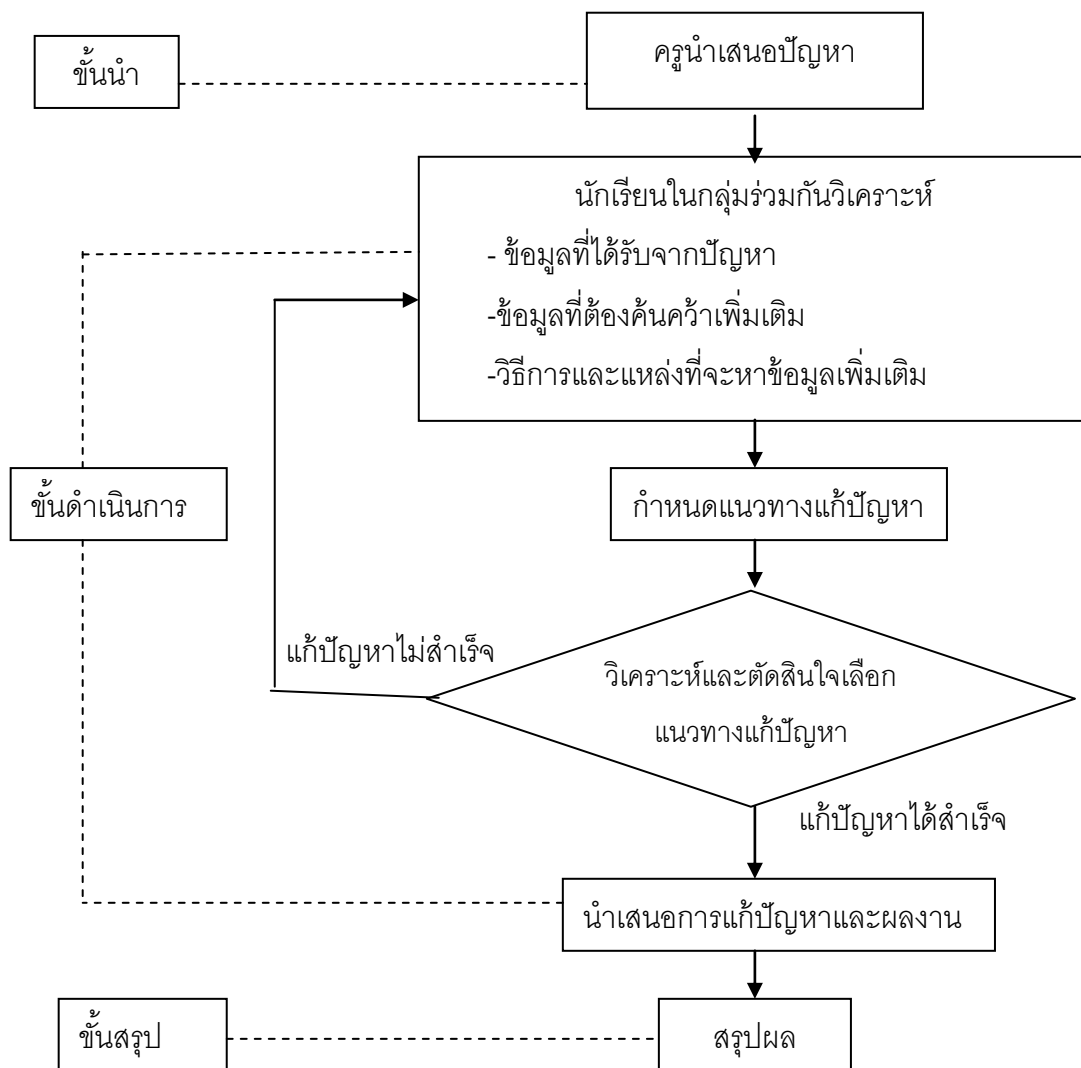 ครูนำเสนอปัญหา
ขั้นนำ
นักเรียนในกลุ่มร่วมกันวิเคราะห์
- ข้อมูลที่ได้รับจากปัญหา
-ข้อมูลที่ต้องค้นคว้าเพิ่มเติม
-วิธีการและแหล่งที่จะหาข้อมูลเพิ่มเติม
ขั้นดำเนินการ
กำหนดแนวทางแก้ปัญหา
แก้ปัญหาไม่สำเร็จ
วิเคราะห์และตัดสินใจเลือก
แนวทางแก้ปัญหา
แก้ปัญหาได้สำเร็จ
นำเสนอการแก้ปัญหาและผลงาน
ขั้นสรุป
สรุปผล